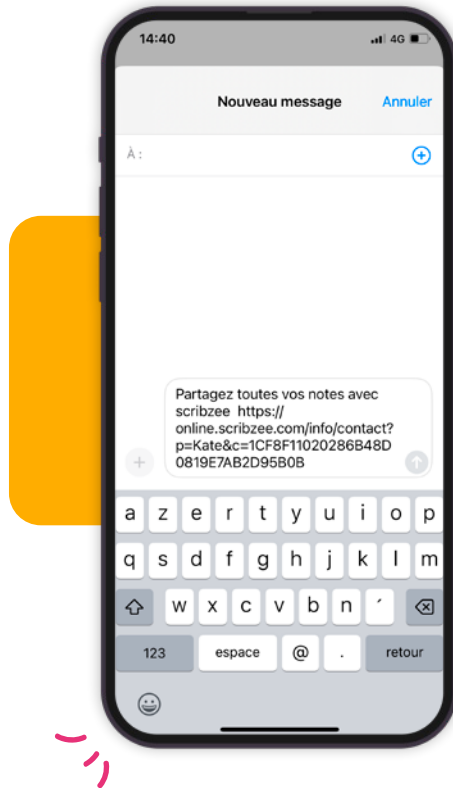 14:40 4G
Nouveau message Annuler
À :
Partagez toutes vos notes avec
scribzee https://
online.scribzee.com/info/contact?
p=Kate&c=1CF8F11020286B48D
0819E7AB2D95B0B
a z e r t y u i o p
q s d f g h j k l m
w x c v b n ´
123 espace @ . retour